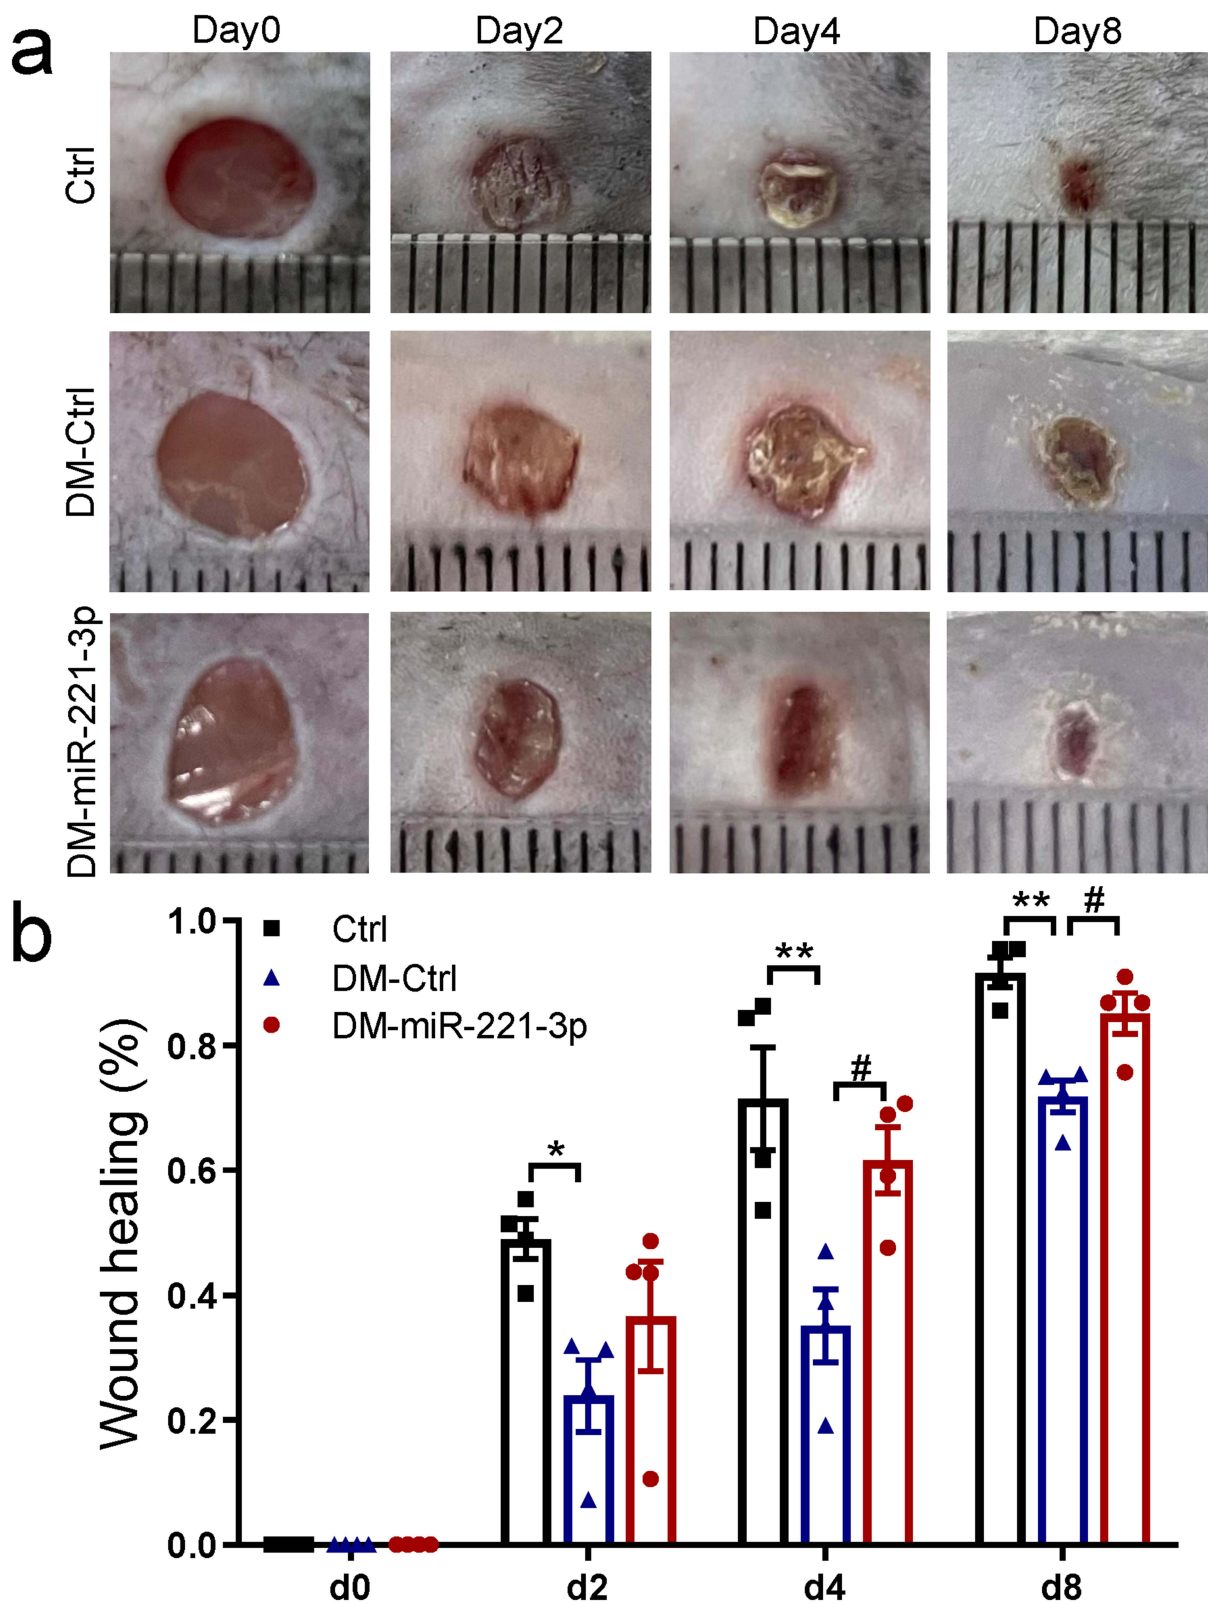 a
Day0 Day2 Day4 Day8
Ctrl
DM-Ctrl
DM-miR-221-3p
b
Wound healing (%)
1.0
0.8
0.6
0.4
0.2
0.0
Ctrl
DM-Ctrl
DM-miR-221-3p
*
**
#
** #
d0 d2 d4 d8